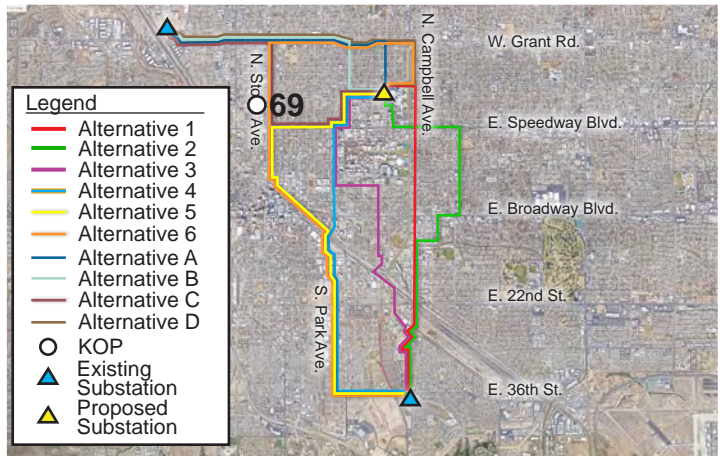 W. Grant Rd.
N. Campbell Ave.
N. Sto Ave.
69
E. Speedway Blvd.
E. Broadway Blvd.
E. 22nd St.
S. Park Ave.
E. 36th St.
Legend
Alternative 1
Alternative 2
Alternative 3
Alternative 4
Alternative 5
Alternative 6
Alternative A
Alternative B
Alternative C
Alternative D
KOP
Existing
Substation
Proposed
Substation